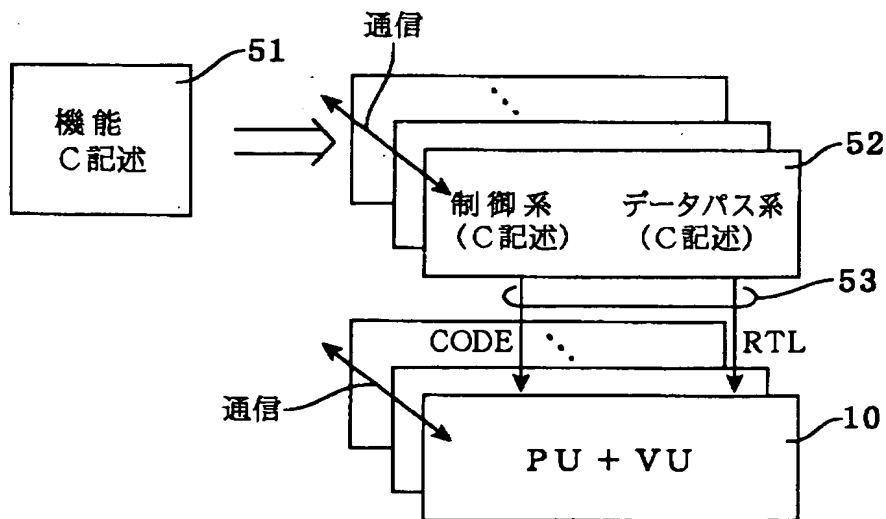 通信
51
機能
C記述
52
制御系
(C記述)
データパス系
(C記述)
53
CODE
RTL
通信
10
PU + VU